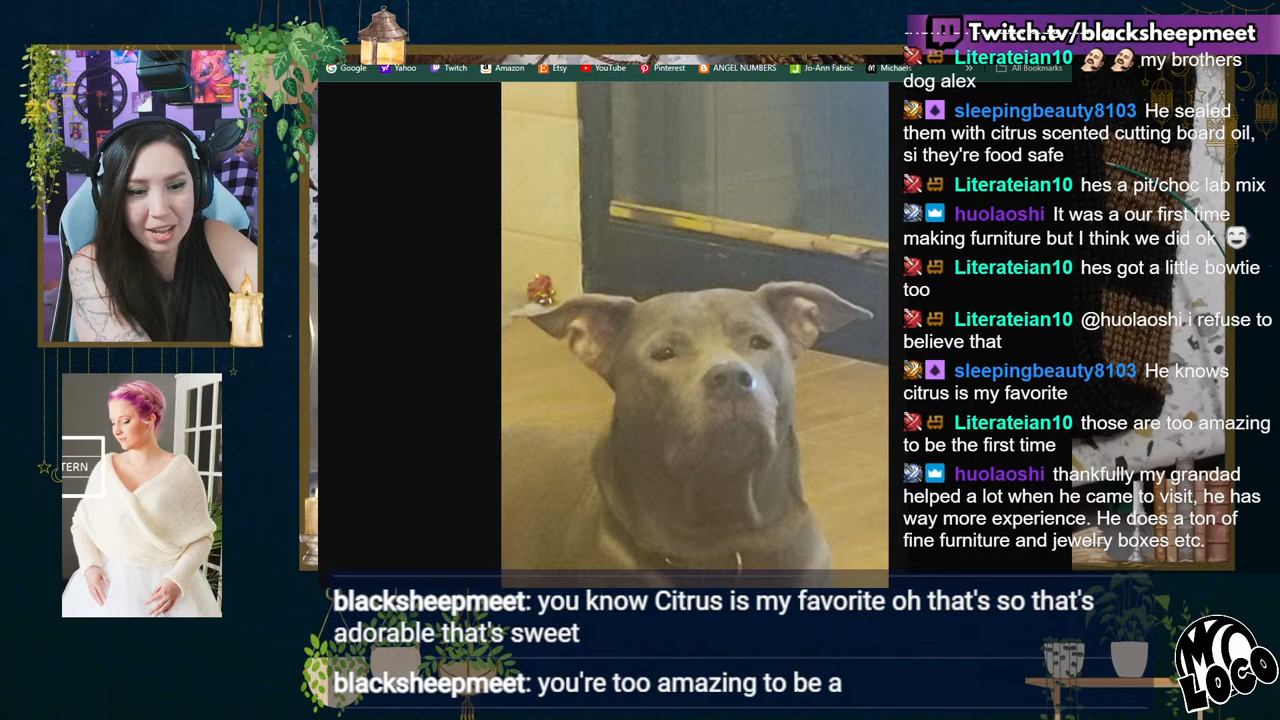 Twitch.tv/blacksheepmeet
Google Yahoo Twitch Amazon Etsy YouTube Pinterest ANGEL NUMBERS Jo-Ann Fabric Michaels » All Bookmarks
Literateian10 my brothers
dog alex
sleepingbeauty8103 He sealed
them with citrus scented cutting board oil,
si they're food safe
Literateian10 hes a pit/choc lab mix
huolaoshi It was a our first time
making furniture but I think we did ok
Literateian10 hes got a little bowtie
too
Literateian10 @huolaoshi i refuse to
believe that
sleepingbeauty8103 He knows
citrus is my favorite
Literateian10 those are too amazing
to be the first time
huolaoshi thankfully my grandad
helped a lot when he came to visit, he has
way more experience. He does a ton of
fine furniture and jewelry boxes etc.
TERN
blacksheepmeet: you know Citrus is my favorite oh that's so that's
adorable that's sweet
blacksheepmeet: you're too amazing to be a
MC
LOCO